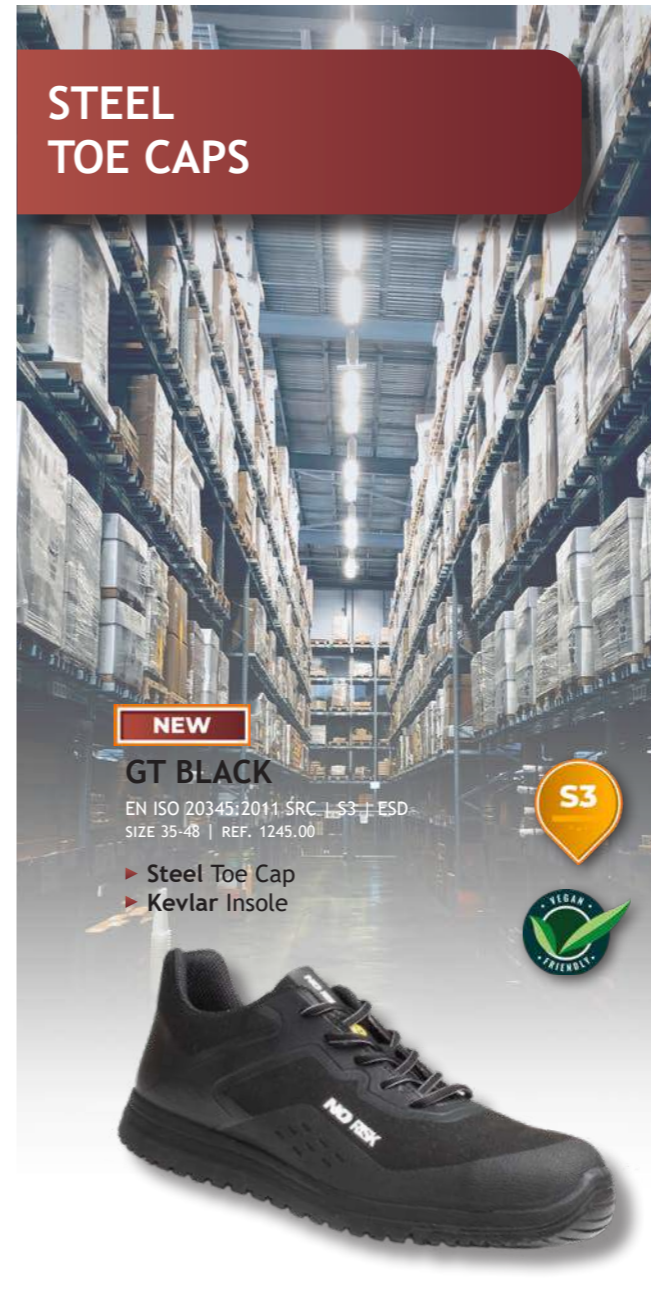 STEEL
TOE CAPS
NEW
GT BLACK
EN ISO 20345:2011 SRC | S3 | ESD
SIZE 35-48 | REF. 1245.00
► Steel Toe Cap
► Kevlar Insole
S3
• VEGAN •
FRIENDLY
NO RISK